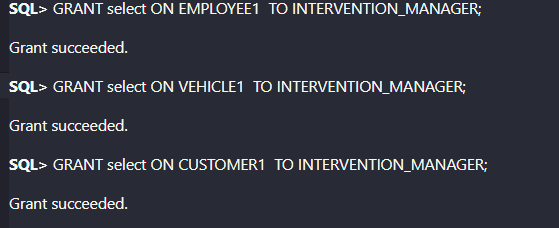 SQL> GRANT select ON EMPLOYEE1  TO INTERVENTION_MANAGER;
Grant succeeded.
SQL> GRANT select ON VEHICLE1  TO INTERVENTION_MANAGER;
Grant succeeded.
SQL> GRANT select ON CUSTOMER1  TO INTERVENTION_MANAGER;
Grant succeeded.